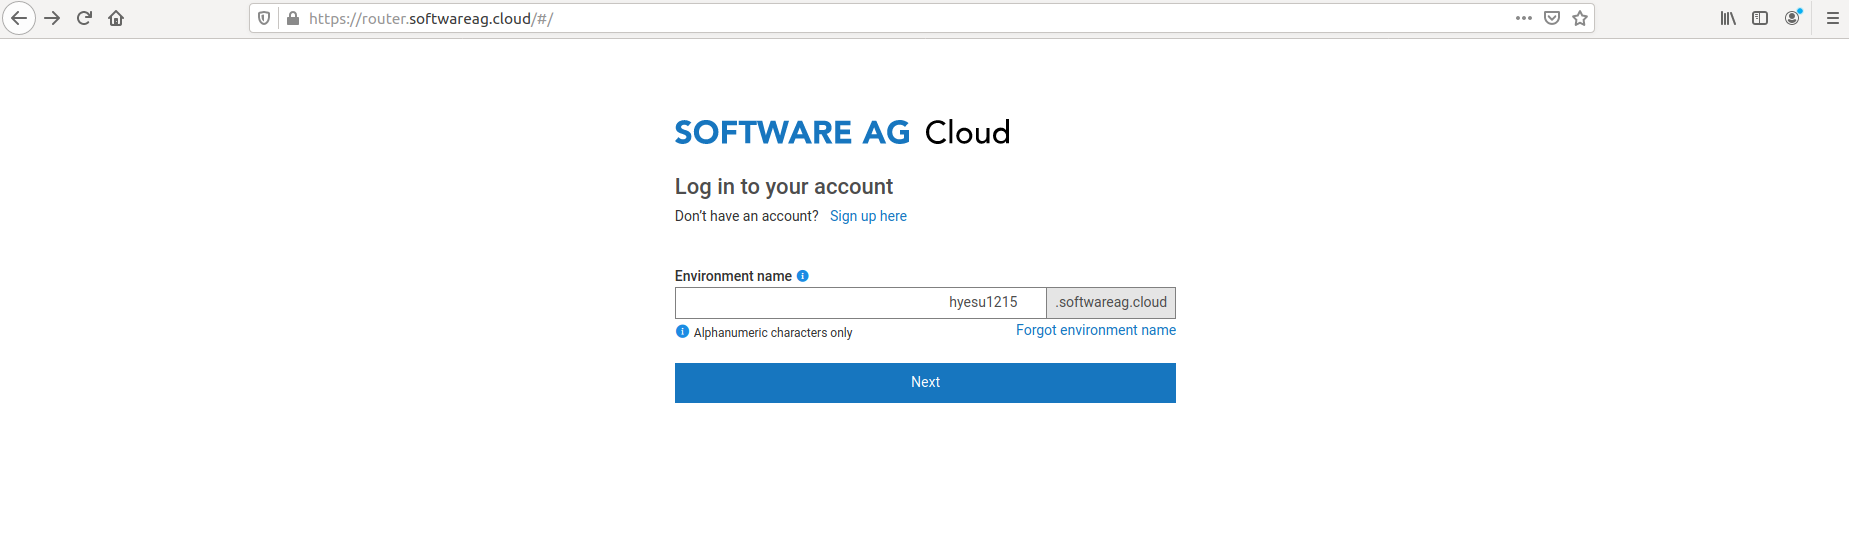 https://router.softwareag.cloud/#/
SOFTWARE AG Cloud
Log in to your account
Don't have an account? Sign up here
Environment name
hyesu1215 .softwareag.cloud
Alphanumeric characters only
Forgot environment name
Next